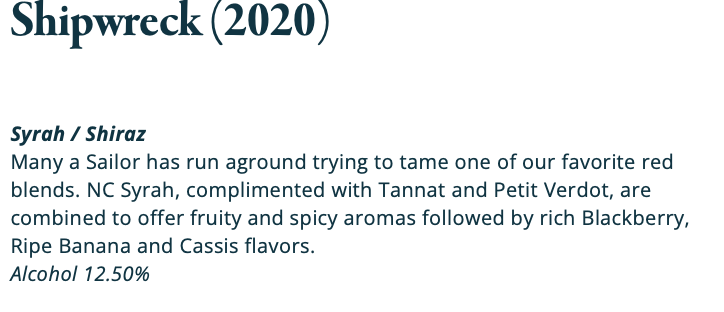 Shipwreck (2020)
Syrah / Shiraz
Many a Sailor has run aground trying to tame one of our favorite red
blends. NC Syrah, complimented with Tannat and Petit Verdot, are
combined to offer fruity and spicy aromas followed by rich Blackberry,
Ripe Banana and Cassis flavors.
Alcohol 12.50%